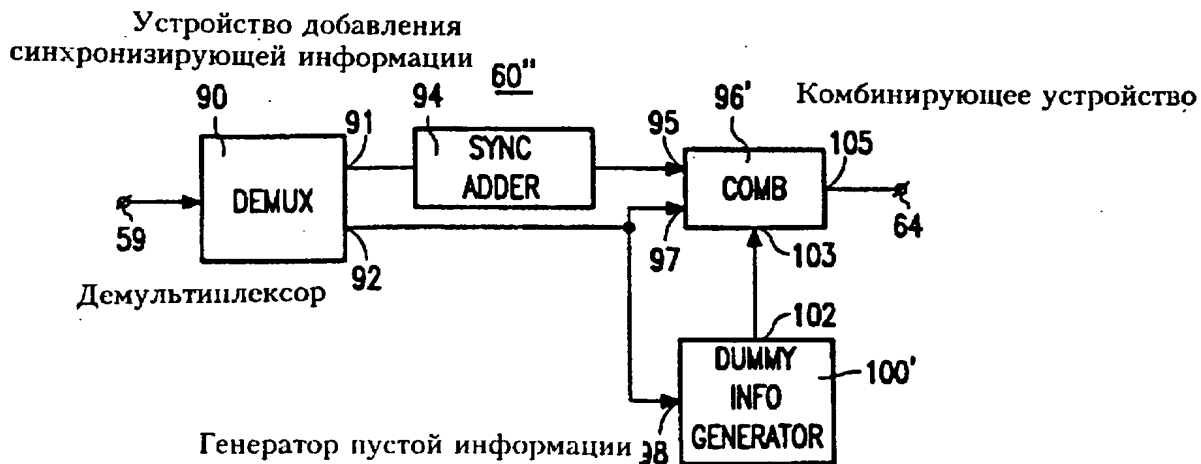 Устройство добавления
синхронизирующей информации
60''
90
91
94
95
96'
Комбинирующее устройство
105
SYNC
ADDER
DEMUX
COMB
59
92
97
103
64
Демультиплексор
102
DUMMY
INFO
GENERATOR
100'
Генератор пустой информации
98